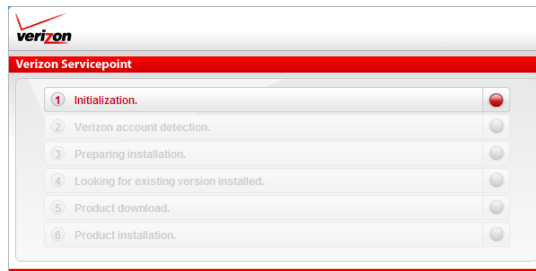 verizon
Verizon Servicepoint
1 Initialization.
2 Verizon account detection.
3 Preparing installation.
4 Looking for existing version installed.
5 Product download.
6 Product installation.